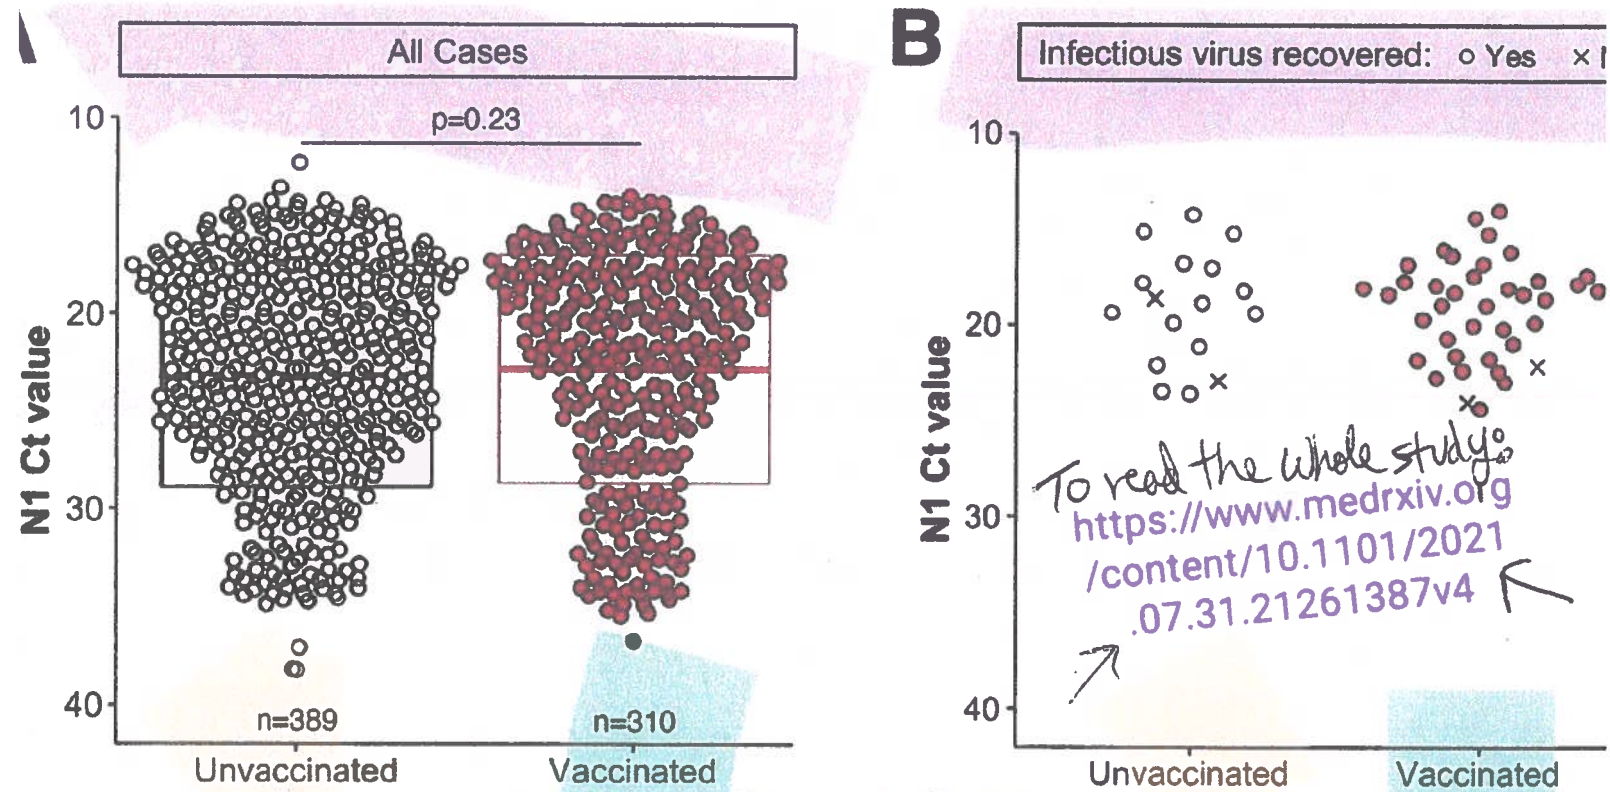 A
All Cases
p=0.23
10
20
30
40
N1 Ct value
n=389
n=310
Unvaccinated
Vaccinated
B
Infectious virus recovered: o Yes ×
10
20
30
40
N1 Ct value
To read the whole study:
https://www.medrxiv.org
/content/10.1101/2021
.07.31.21261387v4
Unvaccinated
Vaccinated